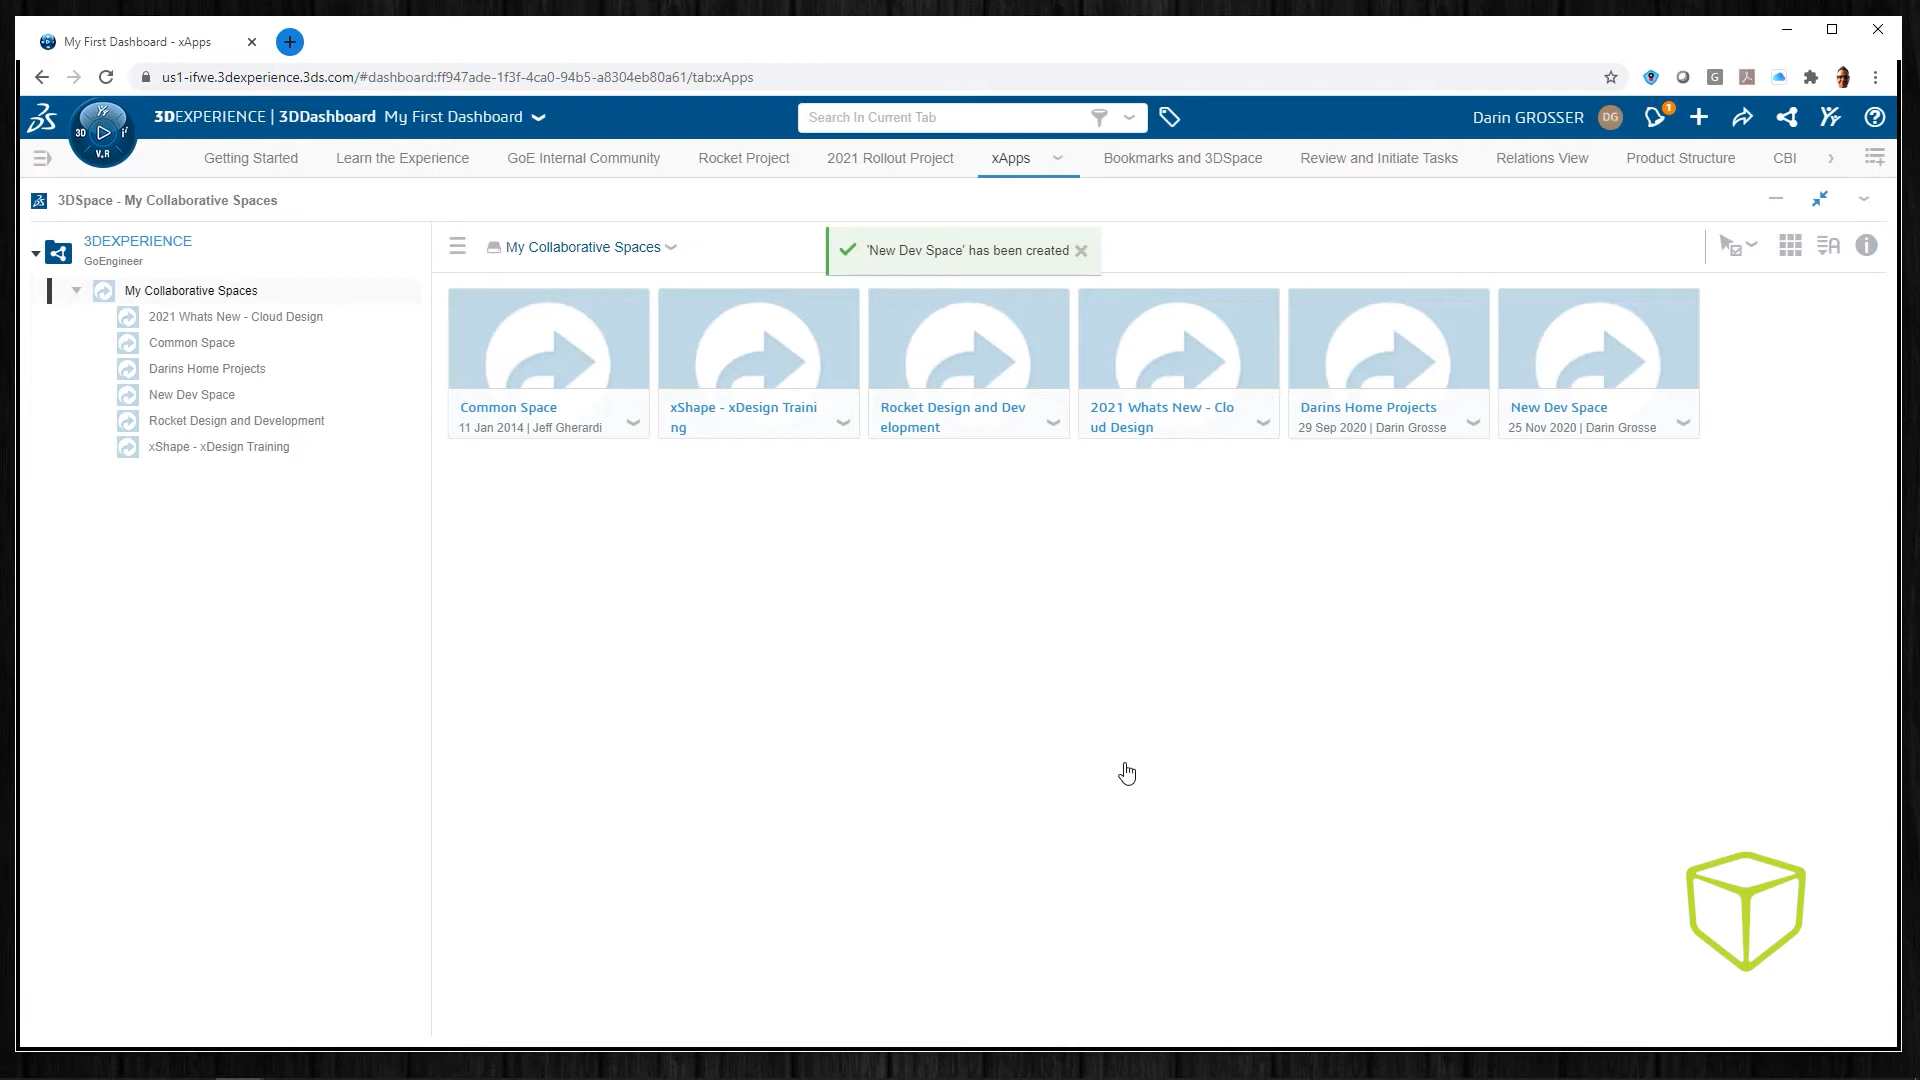 My First Dashboard - xApps
us1-ifwe.3dexperience.3ds.com/#dashboard:ff947ade-1f3f-4ca0-94b5-a8304eb80a61/tab:xApps
3D
V.R
3DEXPERIENCE | 3DDashboard My First Dashboard
Search In Current Tab
Darin GROSSER DG 1
Getting Started Learn the Experience GoE Internal Community Rocket Project 2021 Rollout Project xApps Bookmarks and 3DSpace Review and Initiate Tasks Relations View Product Structure CBI
3DSpace - My Collaborative Spaces
3DEXPERIENCE
GoEngineer
My Collaborative Spaces
2021 Whats New - Cloud Design
Common Space
Darins Home Projects
New Dev Space
Rocket Design and Development
xShape - xDesign Training
My Collaborative Spaces
'New Dev Space' has been created
Common Space
11 Jan 2014 | Jeff Gherardi
xShape - xDesign Traini
ng
Rocket Design and Dev
elopment
2021 Whats New - Clo
ud Design
Darins Home Projects
29 Sep 2020 | Darin Grosse
New Dev Space
25 Nov 2020 | Darin Grosse